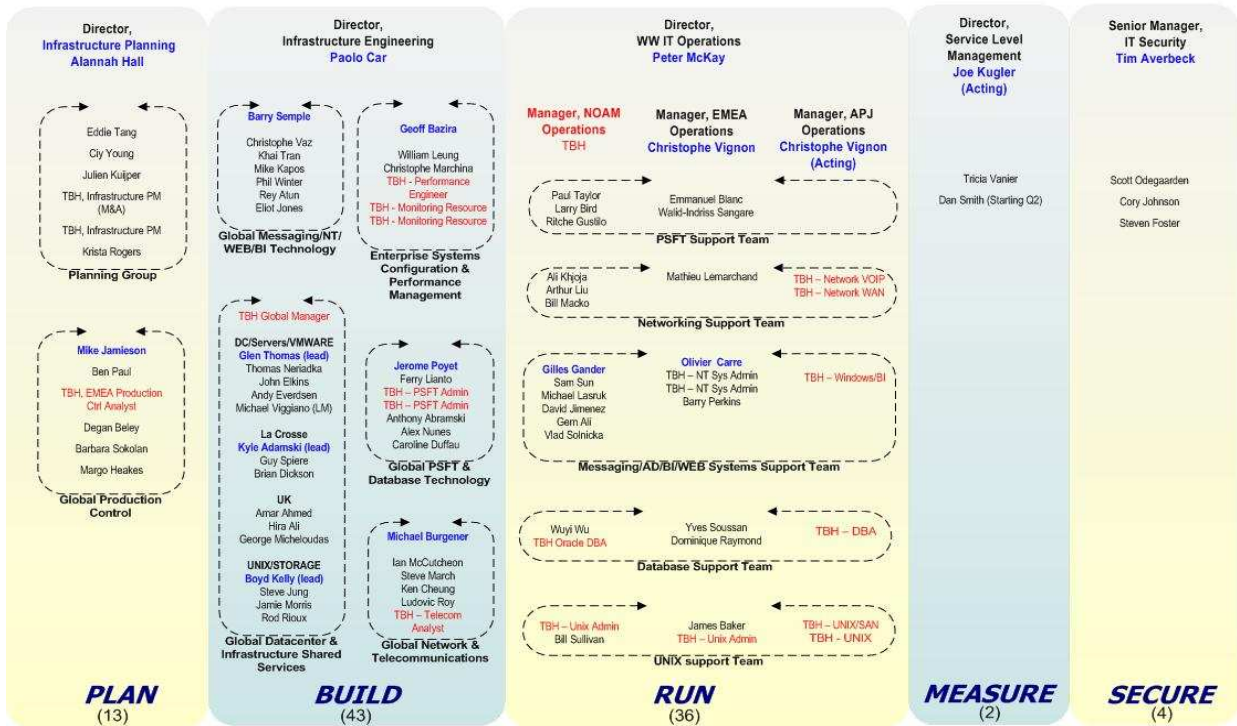 Director,
Infrastructure Planning
Alannah Hall
Eddie Tang
Ciy Young
Julien Kuijper
TBH, Infrastructure PM
(M&A)
TBH, Infrastructure PM
Krista Rogers
Planning Group
Mike Jamieson
Ben Paul
TBH, EMEA Production
Ctrl Analyst
Degan Beley
Barbara Sokolan
Margo Heakes
Global Production
Control
PLAN
(13)
Director,
Infrastructure Engineering
Paolo Car
Barry Semple
Christophe Vaz
Khai Tran
Mike Kapos
Phil Winter
Rey Atun
Eliot Jones
Global Messaging/NT/
WEB/BI Technology
Geoff Bazira
William Leung
Christophe Marchina
TBH - Performance
Engineer
TBH - Monitoring Resource
TBH - Monitoring Resource
Enterprise Systems
Configuration &
Performance
Management
TBH Global Manager
DC/Servers/VMWARE
Glen Thomas (lead)
Thomas Neriadka
John Elkins
Andy Everdsen
Michael Viggiano (LM)
La Crosse
Kyle Adamski (lead)
Guy Spiere
Brian Dickson
UK
Amar Ahmed
Hira Ali
George Micheloudas
UNIX/STORAGE
Boyd Kelly (lead)
Steve Jung
Jamie Morris
Rod Rioux
Global Datacenter &
Infrastructure Shared
Services
Jerome Poyet
Ferry Lianto
TBH – PSFT Admin
TBH – PSFT Admin
Anthony Abramski
Alex Nunes
Caroline Duffau
Global PSFT &
Database Technology
Michael Burgener
Ian McCutcheon
Steve March
Ken Cheung
Ludovic Roy
TBH – Telecom
Analyst
Global Network &
Telecommunications
BUILD
(43)
Director,
WW IT Operations
Peter McKay
Manager, NOAM
Operations
TBH
Manager, EMEA
Operations
Christophe Vignon
Manager, APJ
Operations
Christophe Vignon
(Acting)
Paul Taylor
Larry Bird
Ritche Gustilo
Emmanuel Blanc
Walid-Indriss Sangare
PSFT Support Team
Ali Khjoja
Arthur Liu
Bill Macko
Mathieu Lemarchand
TBH – Network VOIP
TBH – Network WAN
Networking Support Team
Gilles Gander
Sam Sun
Michael Lasruk
David Jimenez
Gem Ali
Vlad Solnicka
Olivier Carre
TBH – NT Sys Admin
TBH – NT Sys Admin
Barry Perkins
TBH – Windows/BI
Messaging/AD/BI/WEB Systems Support Team
Wuyi Wu
TBH Oracle DBA
Yves Soussan
Dominique Raymond
TBH – DBA
Database Support Team
TBH – Unix Admin
Bill Sullivan
James Baker
TBH – Unix Admin
TBH – UNIX/SAN
TBH - UNIX
UNIX support Team
RUN
(36)
Director,
Service Level
Management
Joe Kugler
(Acting)
Tricia Vanier
Dan Smith (Starting Q2)
MEASURE
(2)
Senior Manager,
IT Security
Tim Averbeck
Scott Odegaarden
Cory Johnson
Steven Foster
SECURE
(4)